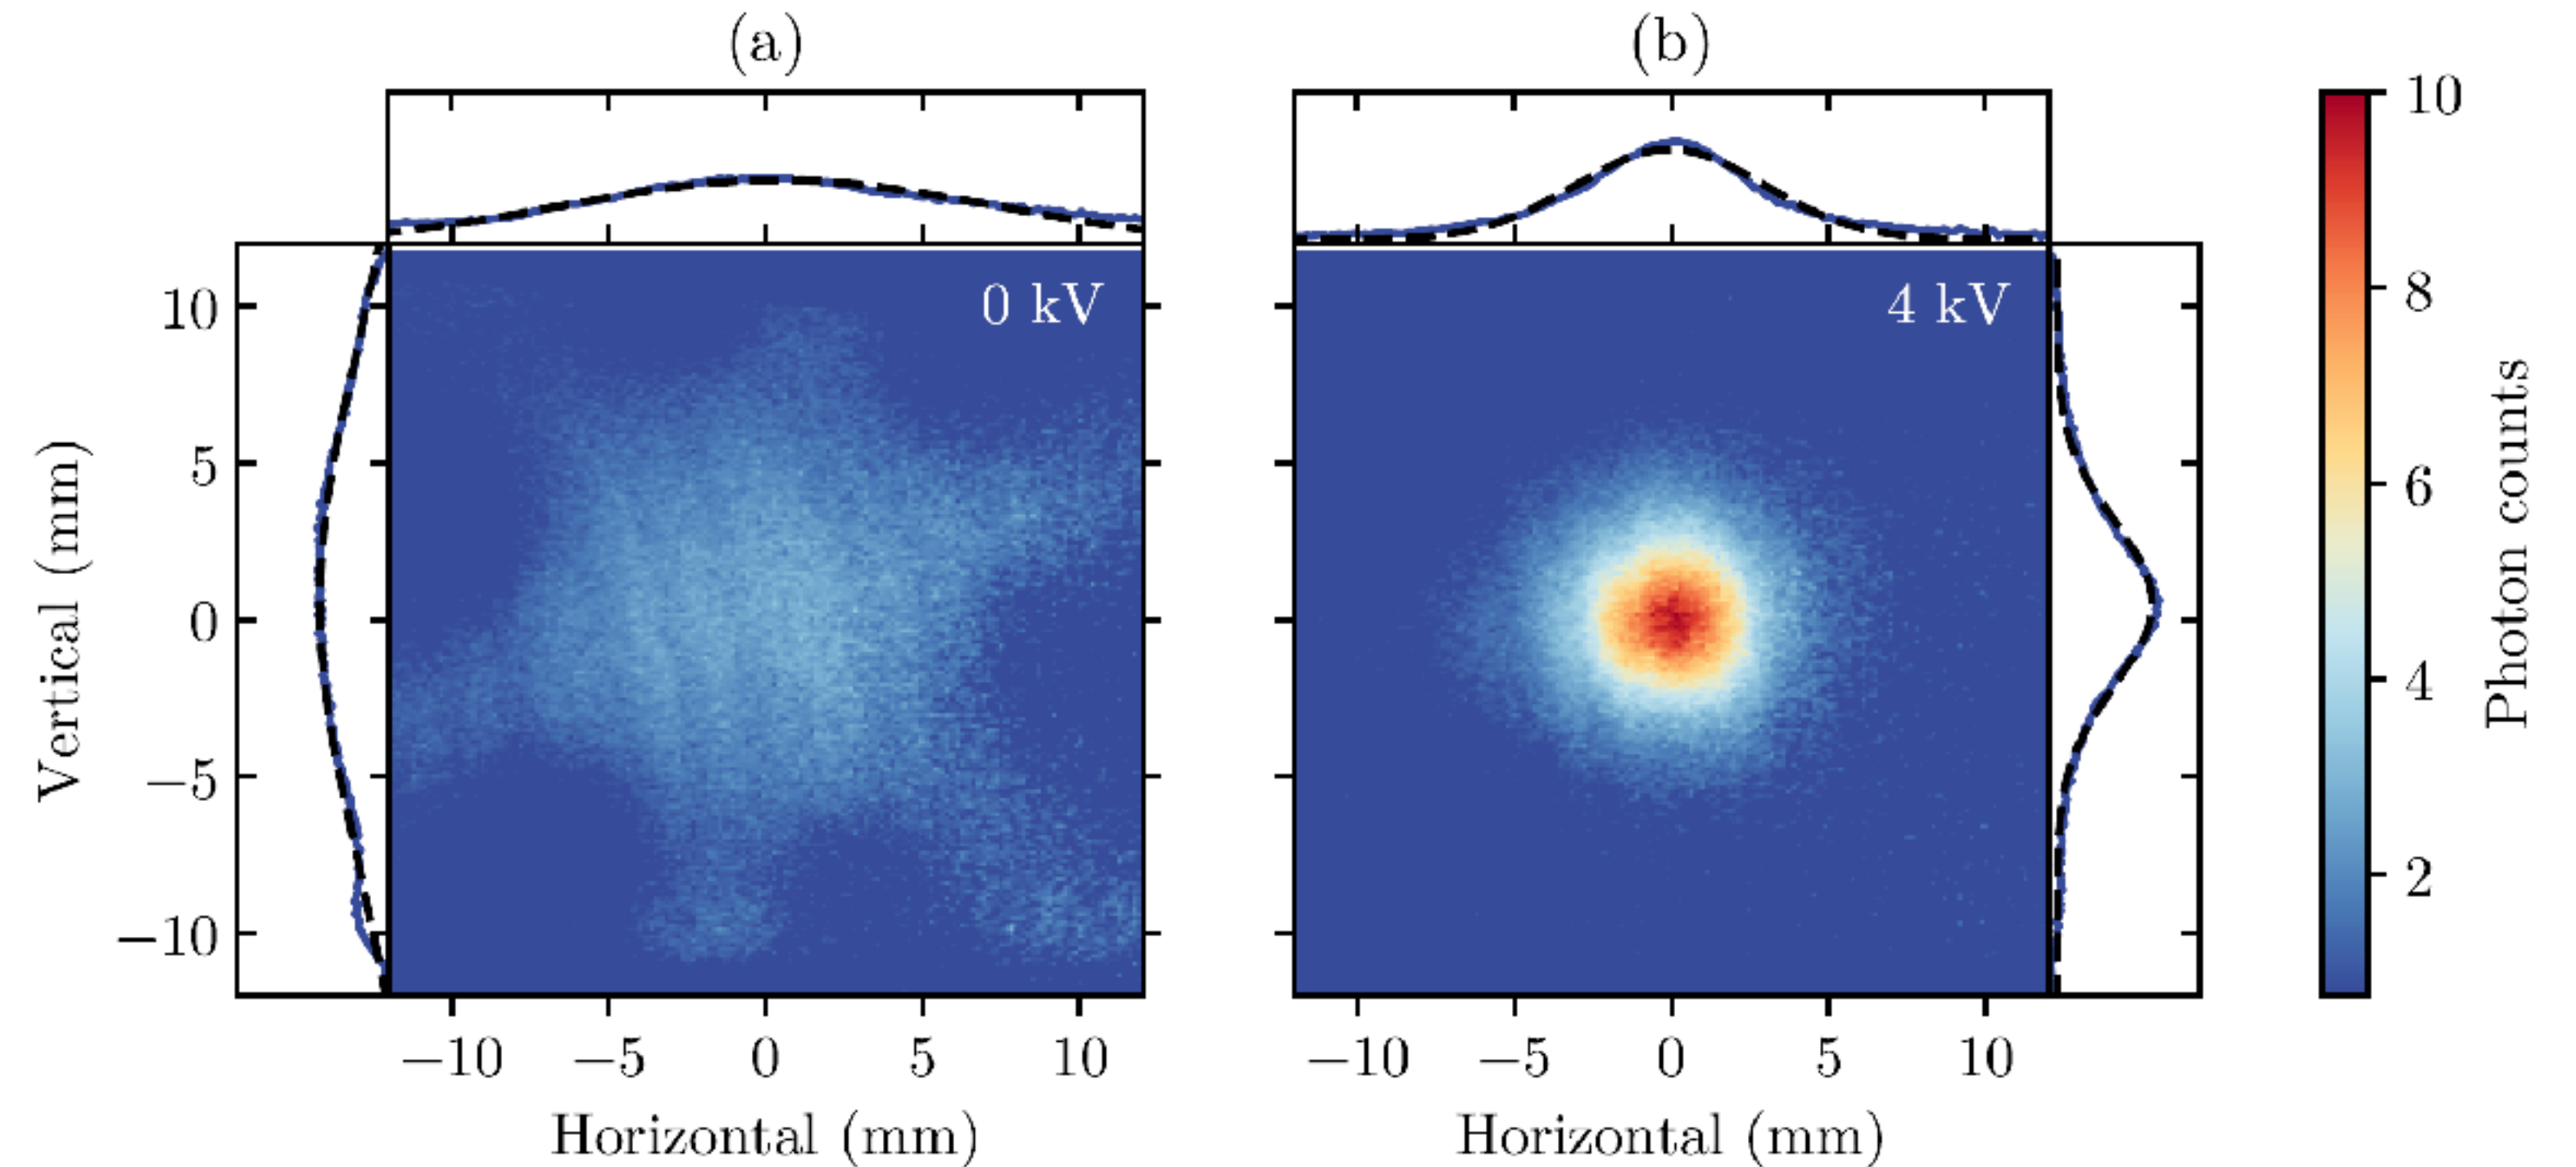 (a)
(b)
0 kV
4 kV
Vertical (mm)
10
5
0
−5
−10
−10 −5 0 5 10
Horizontal (mm)
−10 −5 0 5 10
Horizontal (mm)
10
8
6
4
2
Photon counts